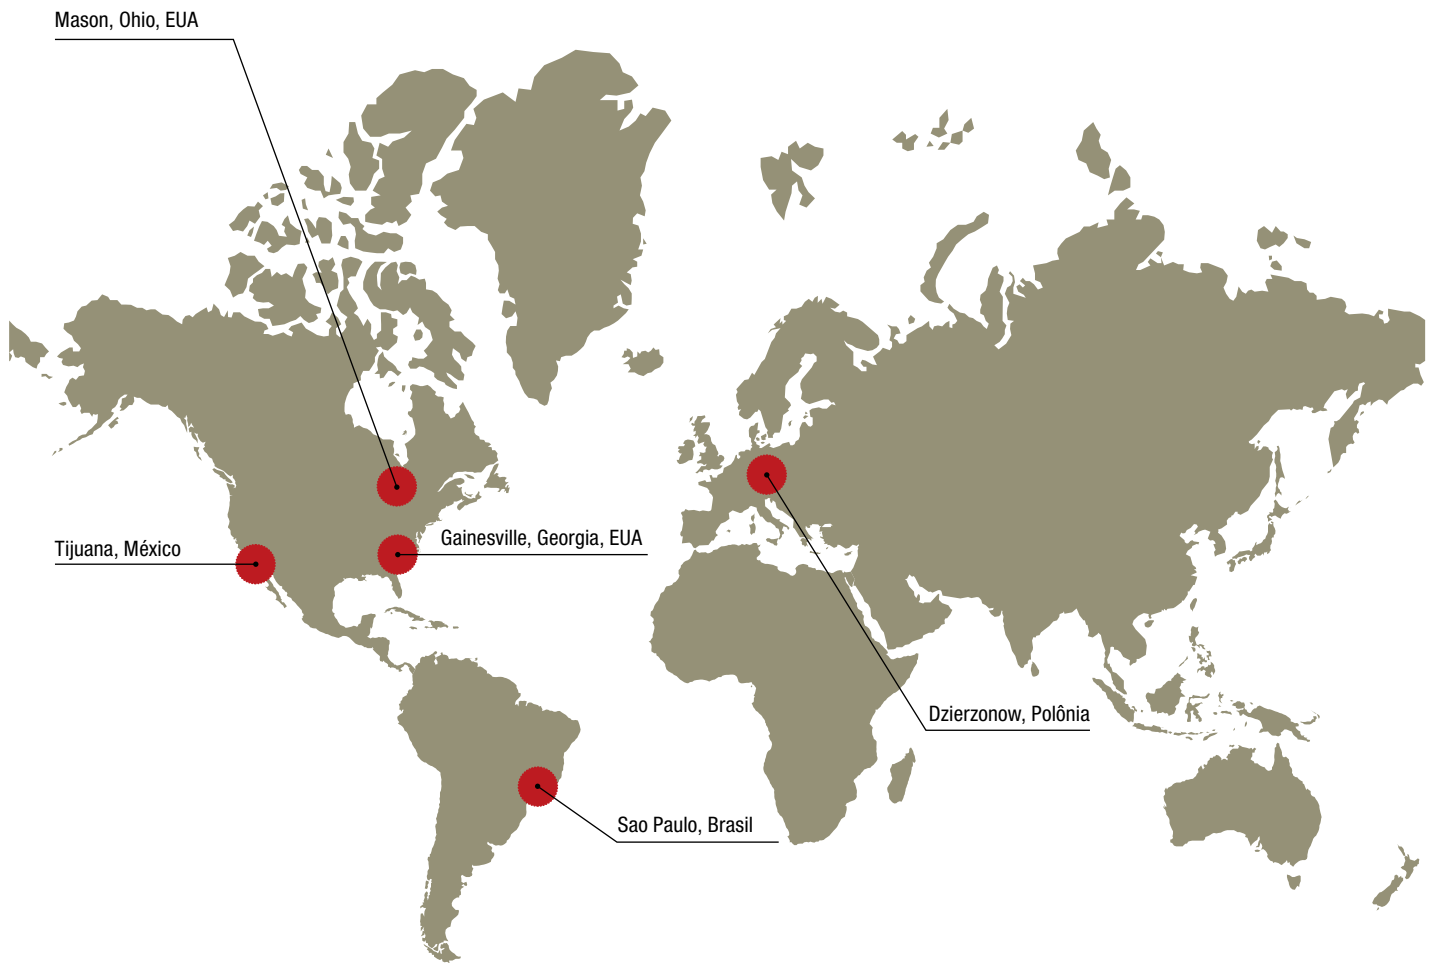 Mason, Ohio, EUA
Gainesville, Georgia, EUA
Tijuana, México
Dzierzonow, Polônia
Sao Paulo, Brasil